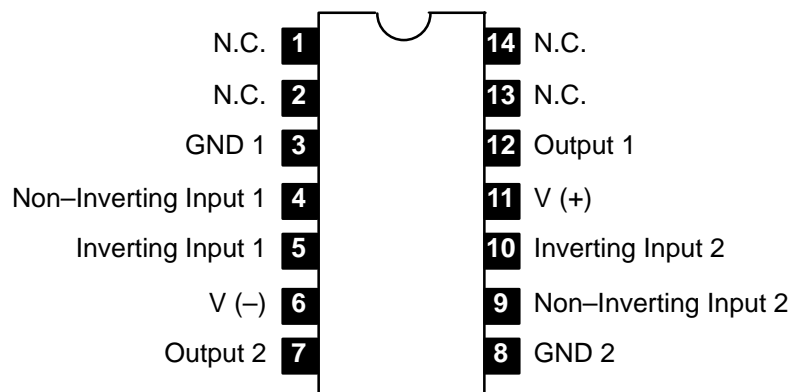 N.C. 1 14 N.C.
N.C. 2 13 N.C.
GND 1 3 12 Output 1
Non–Inverting Input 1 4 11 V (+)
Inverting Input 1 5 10 Inverting Input 2
V (–) 6 9 Non–Inverting Input 2
Output 2 7 8 GND 2